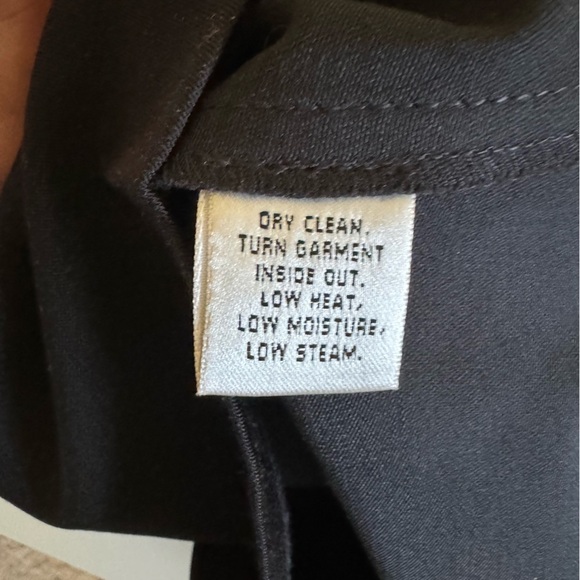 DRY CLEAN.
TURN GARMENT
INSIDE OUT.
LOW HEAT,
LOW MOISTURE,
LOW STEAM.